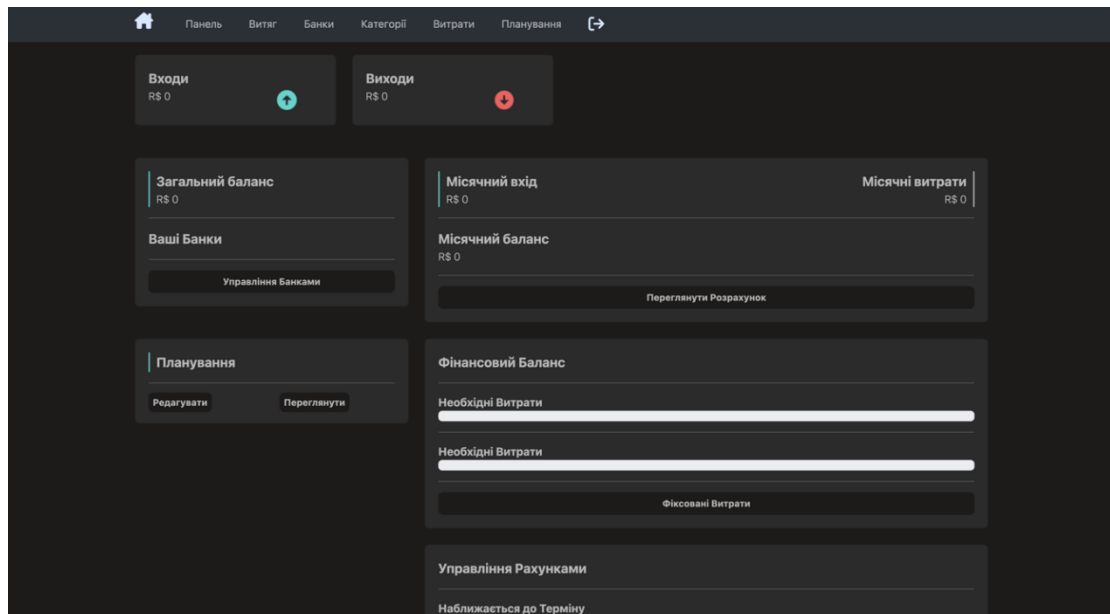 Панель Витяг Банки Категорії Витрати Планування
Входи
R$ 0
Виходи
R$ 0
Загальний баланс
R$ 0
Ваші Банки
Управління Банками
Місячний вхід
R$ 0
Місячні витрати
R$ 0
Місячний баланс
R$ 0
Переглянути Розрахунок
Планування
Редагувати Переглянути
Фінансовий Баланс
Необхідні Витрати
Необхідні Витрати
Фіксовані Витрати
Управління Рахунками
Наближається до Терміну